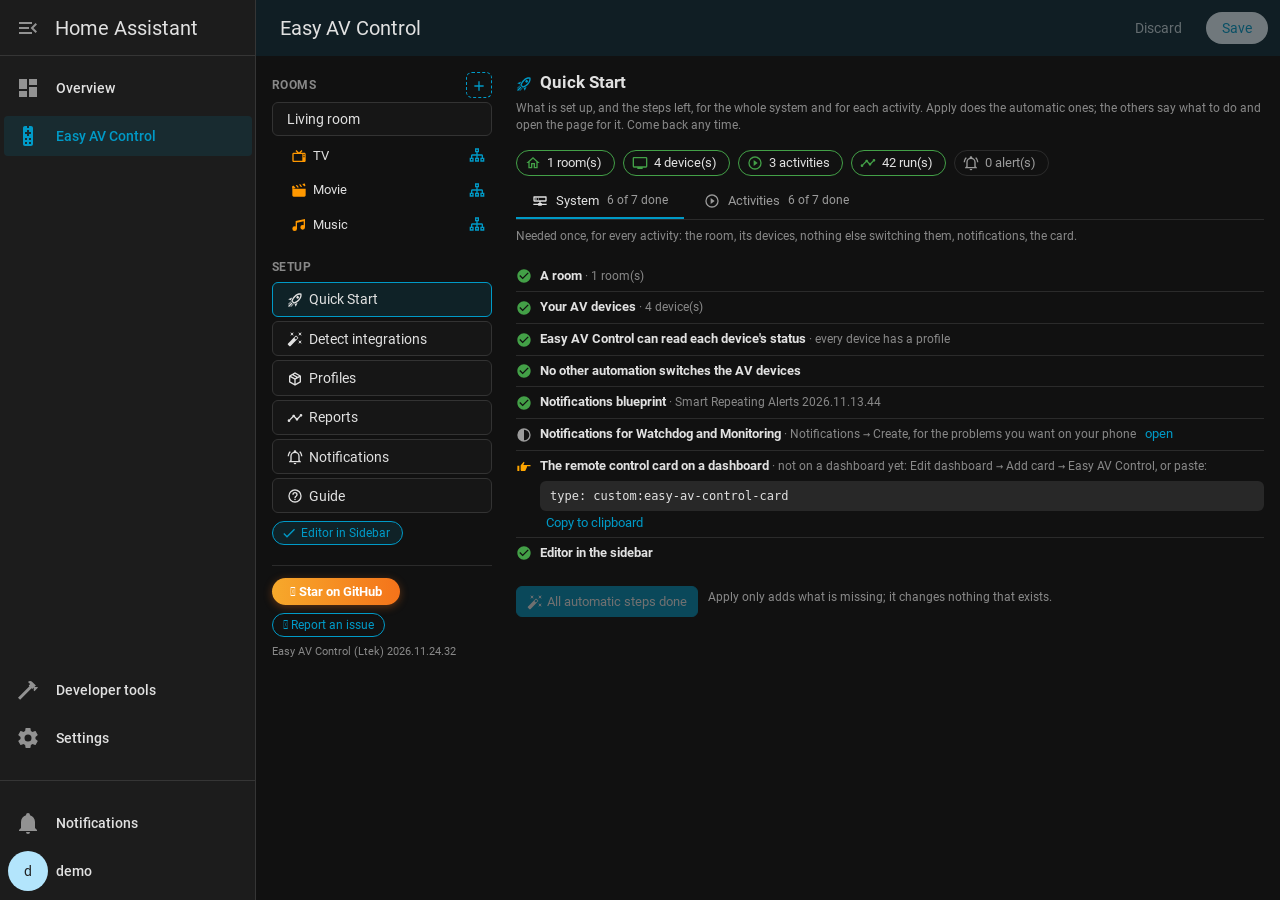 Home Assistant
Easy AV Control
Discard
Save
Overview
Easy AV Control
Developer tools
Settings
Notifications
d
demo
ROOMS
Living room
TV
Movie
Music
SETUP
Quick Start
Detect integrations
Profiles
Reports
Notifications
Guide
Editor in Sidebar
Star on GitHub
Report an issue
Easy AV Control (Ltek) 2026.11.24.32
Quick Start
What is set up, and the steps left, for the whole system and for each activity. Apply does the automatic ones; the others say what to do and
open the page for it. Come back any time.
1 room(s)
4 device(s)
3 activities
42 run(s)
0 alert(s)
System 6 of 7 done
Activities 6 of 7 done
Needed once, for every activity: the room, its devices, nothing else switching them, notifications, the card.
A room · 1 room(s)
Your AV devices · 4 device(s)
Easy AV Control can read each device's status · every device has a profile
No other automation switches the AV devices
Notifications blueprint · Smart Repeating Alerts 2026.11.13.44
Notifications for Watchdog and Monitoring · Notifications → Create, for the problems you want on your phone open
The remote control card on a dashboard · not on a dashboard yet: Edit dashboard → Add card → Easy AV Control, or paste:
type: custom:easy-av-control-card
Copy to clipboard
Editor in the sidebar
All automatic steps done
Apply only adds what is missing; it changes nothing that exists.